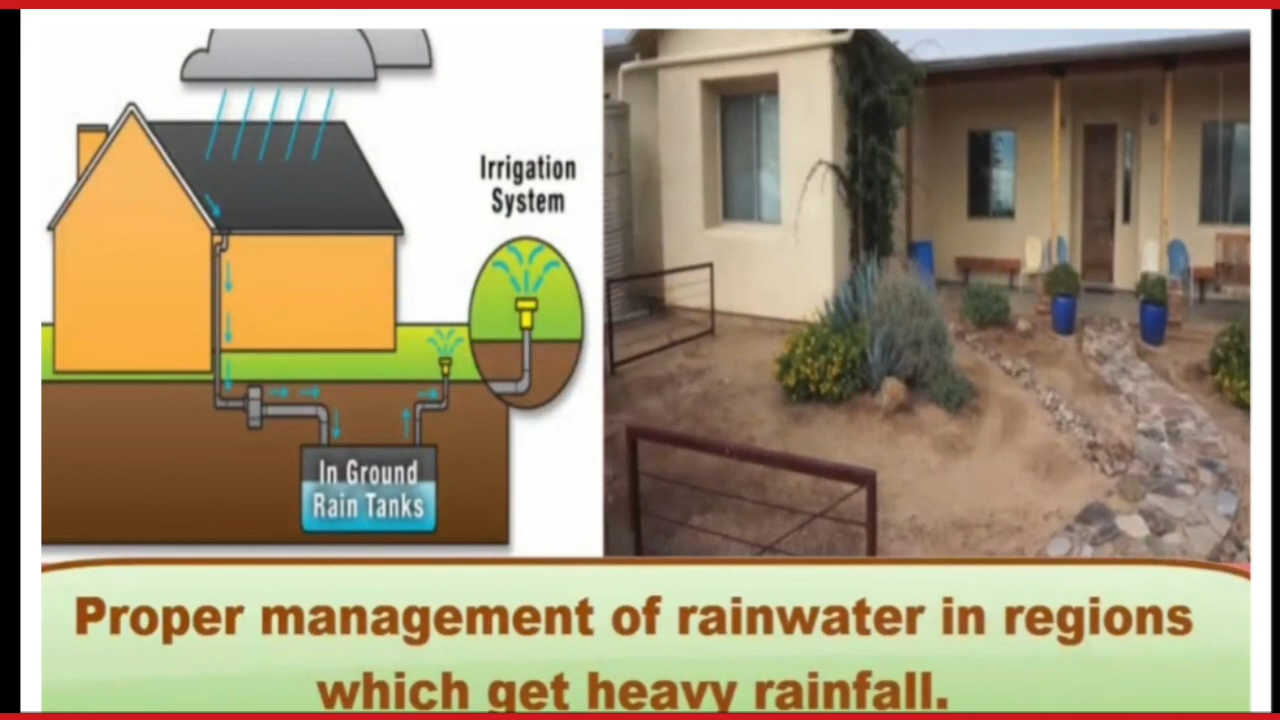 Irrigation
System
In Ground
Rain Tanks
Proper management of rainwater in regions
which get heavy rainfall.